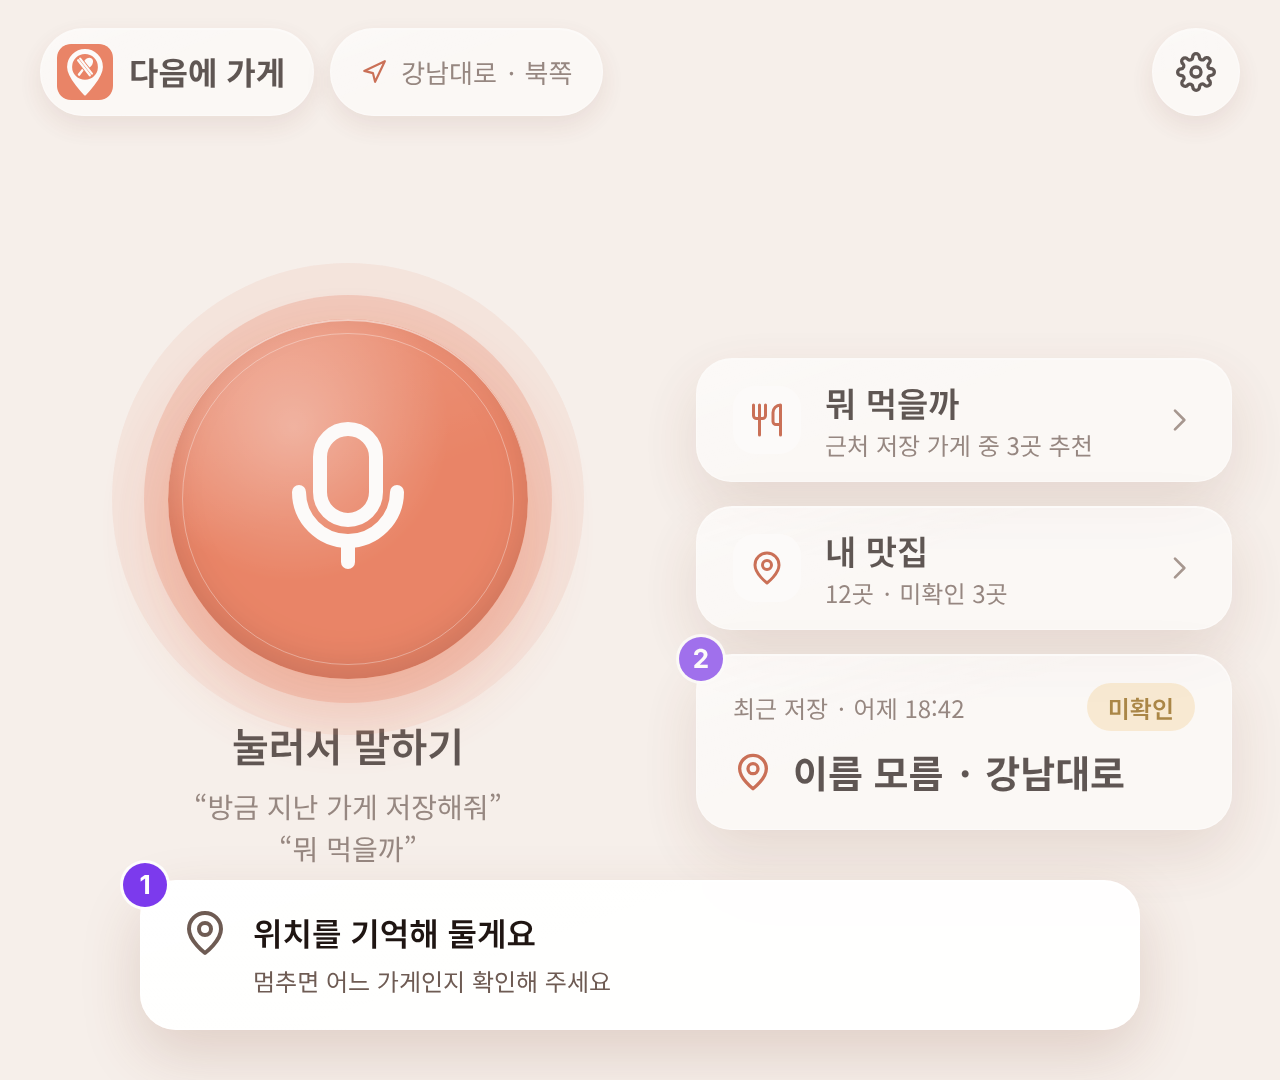 다음에 가게
강남대로 · 북쪽
눌러서 말하기
“방금 지난 가게 저장해줘”
“뭐 먹을까”
뭐 먹을까
근처 저장 가게 중 3곳 추천
내 맛집
12곳 · 미확인 3곳
2
최근 저장 · 어제 18:42
미확인
이름 모름 · 강남대로
1
위치를 기억해 둘게요
멈추면 어느 가게인지 확인해 주세요